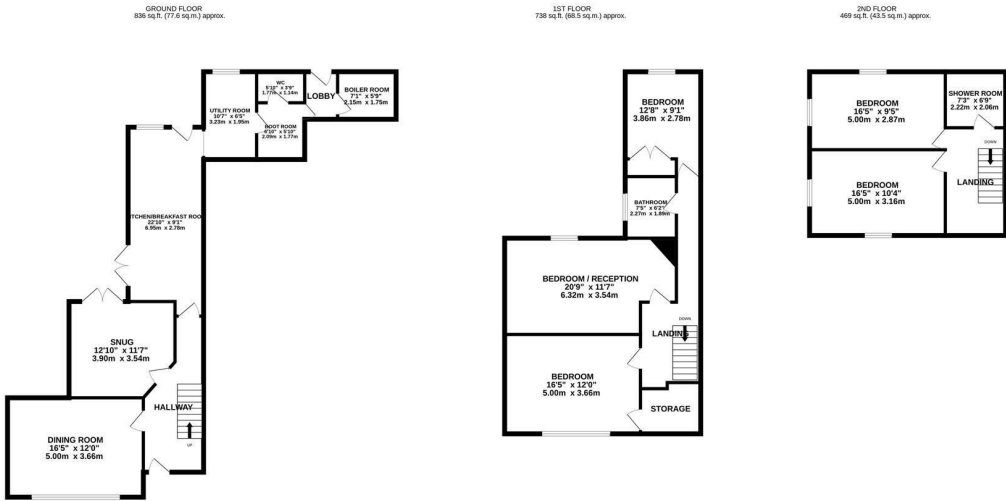 GROUND FLOOR
836 sq.ft. (77.6 sq.m.) approx.
WC
5'10" x 3'9"
1.77m x 1.14m
LOBBY
BOILER ROOM
7'1" x 5'9"
2.15m x 1.75m
UTILITY ROOM
10'7" x 6'5"
3.23m x 1.95m
BOOT ROOM
6'10" x 5'10"
2.09m x 1.77m
KITCHEN/BREAKFAST ROOM
22'10" x 9'1"
6.95m x 2.78m
SNUG
12'10" x 11'7"
3.90m x 3.54m
HALLWAY
UP
DINING ROOM
16'5" x 12'0"
5.00m x 3.66m
1ST FLOOR
738 sq.ft. (68.5 sq.m.) approx.
BEDROOM
12'8" x 9'1"
3.86m x 2.78m
BATHROOM
7'5" x 6'2"
2.27m x 1.89m
BEDROOM / RECEPTION
20'9" x 11'7"
6.32m x 3.54m
DOWN
LANDING
BEDROOM
16'5" x 12'0"
5.00m x 3.66m
STORAGE
2ND FLOOR
469 sq.ft. (43.5 sq.m.) approx.
BEDROOM
16'5" x 9'5"
5.00m x 2.87m
SHOWER ROOM
7'3" x 6'9"
2.22m x 2.06m
DOWN
BEDROOM
16'5" x 10'4"
5.00m x 3.16m
LANDING